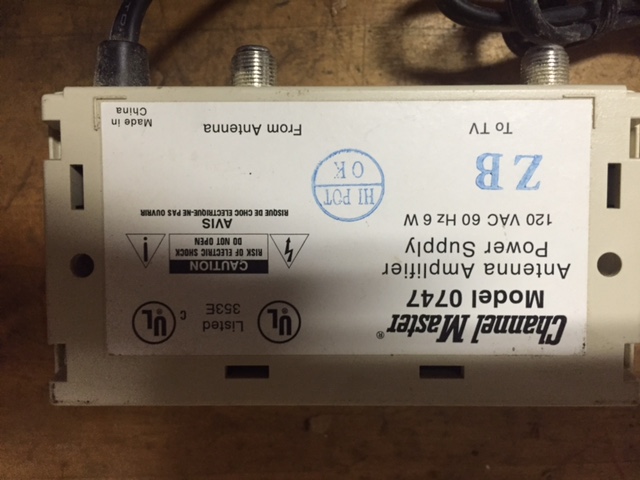 Channel Master®
Model 0747
Antenna Amplifier
Power Supply
120 VAC 60 Hz 6 W
UL
Listed
353E
C UL
CAUTION
RISK OF ELECTRIC SHOCK
DO NOT OPEN
AVIS
RISQUE DE CHOC ELECTRIQUE-NE PAS OUVRIR
HI POT
OK
ZB
To TV
From Antenna
Made in
China